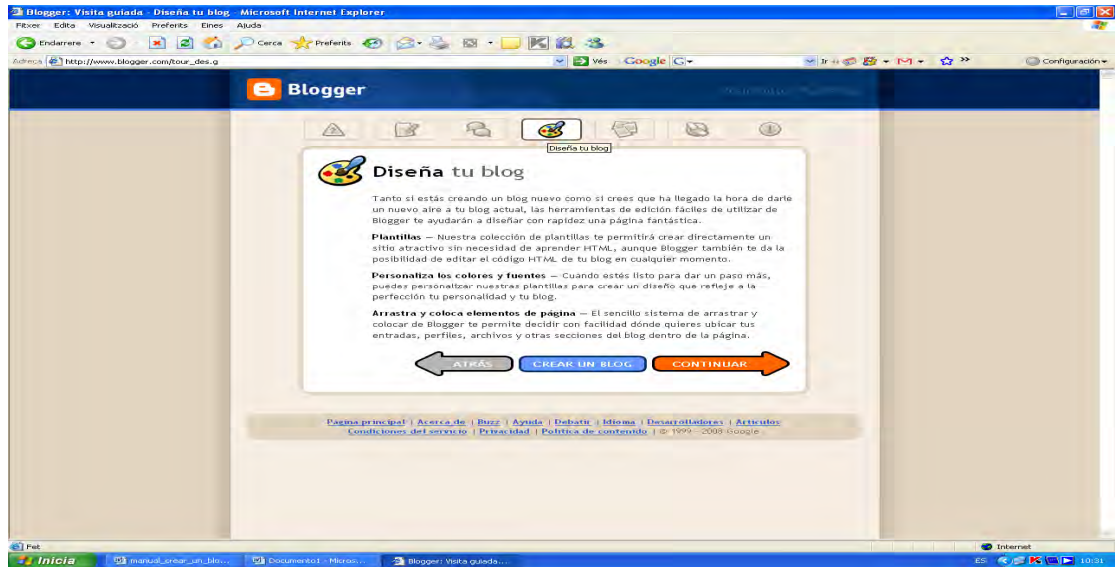 Blogger: Visita guiada - Diseña tu blog - Microsoft Internet Explorer
Fitxer Edita Visualització Preferits Eines Ajuda
Endarrere Cerca Preferits
Adreça http://www.blogger.com/tour_des.g Vés Google Ir Configuración
Blogger
Diseña tu blog
Diseña tu blog
Tanto si estás creando un blog nuevo como si crees que ha llegado la hora de darle
un nuevo aire a tu blog actual, las herramientas de edición fáciles de utilizar de
Blogger te ayudarán a diseñar con rapidez una página fantástica.
Plantillas — Nuestra colección de plantillas te permitirá crear directamente un
sitio atractivo sin necesidad de aprender HTML, aunque Blogger también te da la
posibilidad de editar el código HTML de tu blog en cualquier momento.
Personaliza los colores y fuentes — Cuando estés listo para dar un paso más,
puedes personalizar nuestras plantillas para crear un diseño que refleje a la
perfección tu personalidad y tu blog.
Arrastra y coloca elementos de página — El sencillo sistema de arrastrar y
colocar de Blogger te permite decidir con facilidad dónde quieres ubicar tus
entradas, perfiles, archivos y otras secciones del blog dentro de la página.
ATRÁS CREAR UN BLOG CONTINUAR
Página principal | Acerca de | Buzz | Ayuda | Debatir | Idioma | Desarrolladores | Artículos
Condiciones del servicio | Privacidad | Política de contenido | © 1999 - 2008 Google
Fet Internet
Inicia manual_crear_un_blo... Documento1 - Micros... Blogger: Visita guiada... ES 10:31